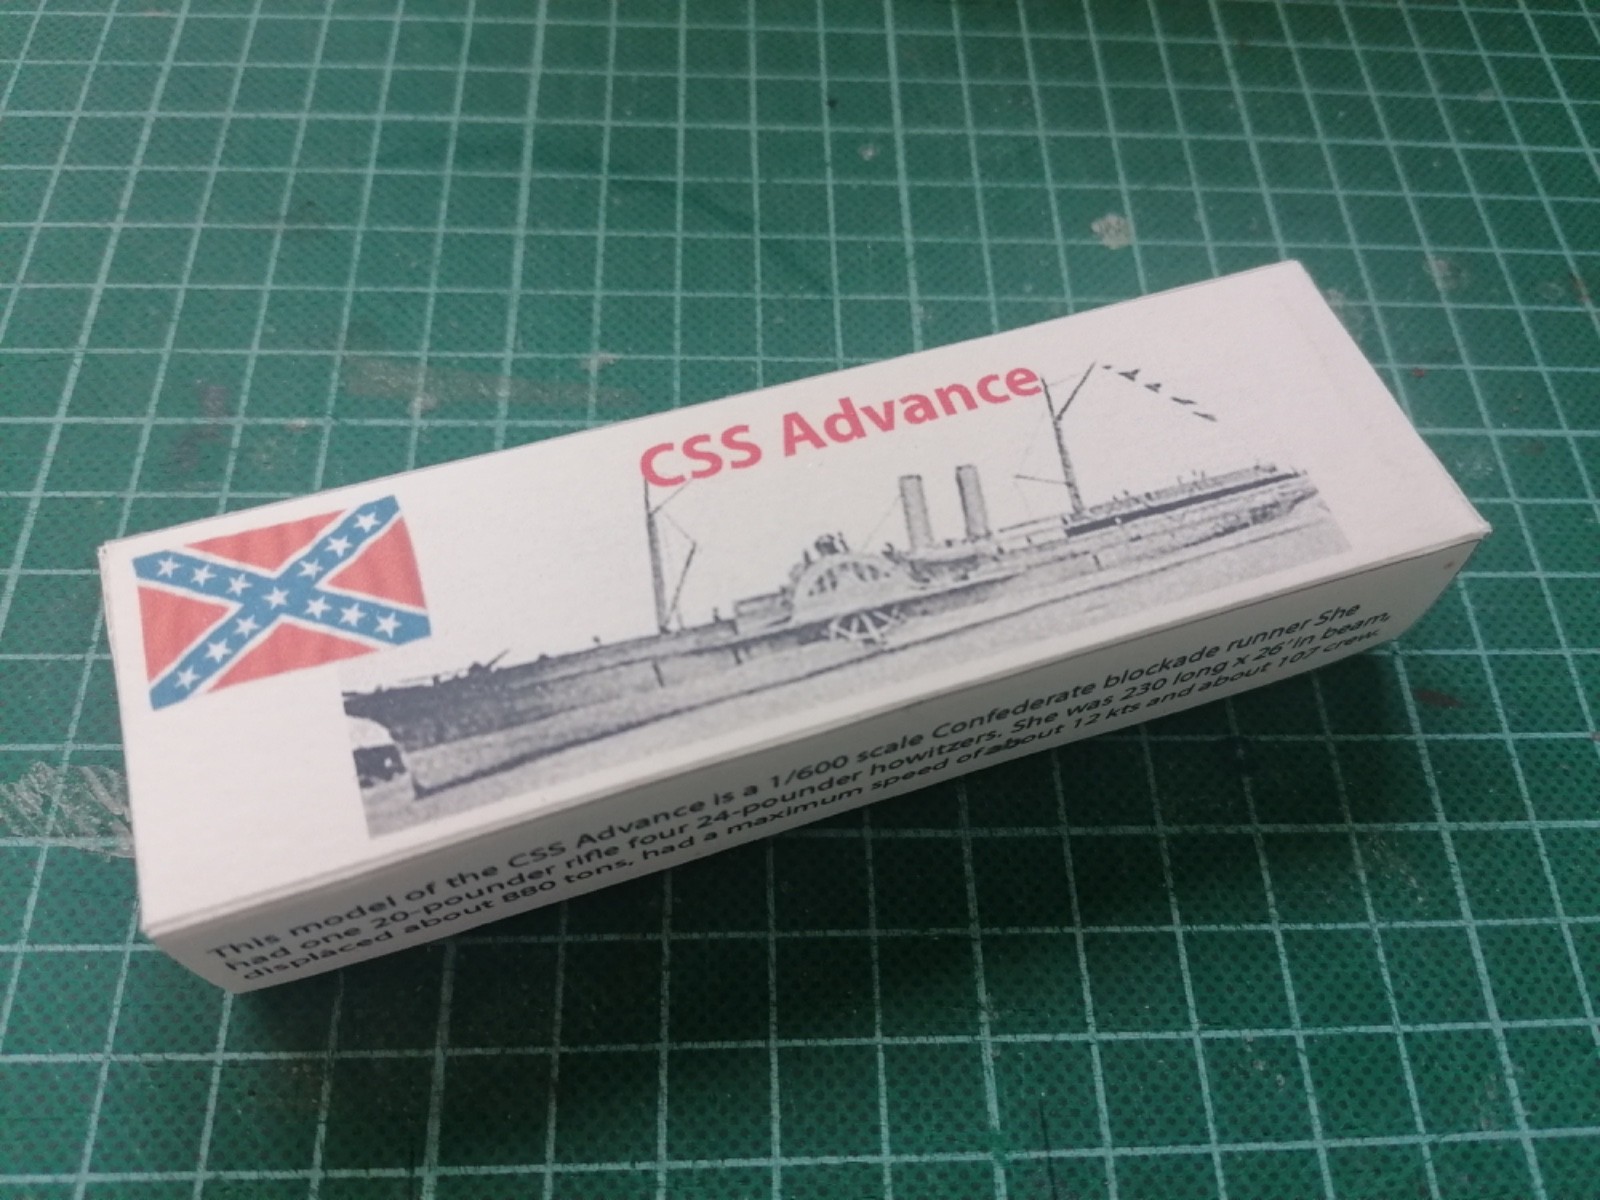 CSS Advance
This model of the CSS Advance is a 1/600 scale Confederate blockade runner She
had one 20-pounder rifle four 24-pounder howitzers. She was 230 long x 26'in beam,
displaced about 880 tons, had a maximum speed of about 12 kts and about 107 crew.